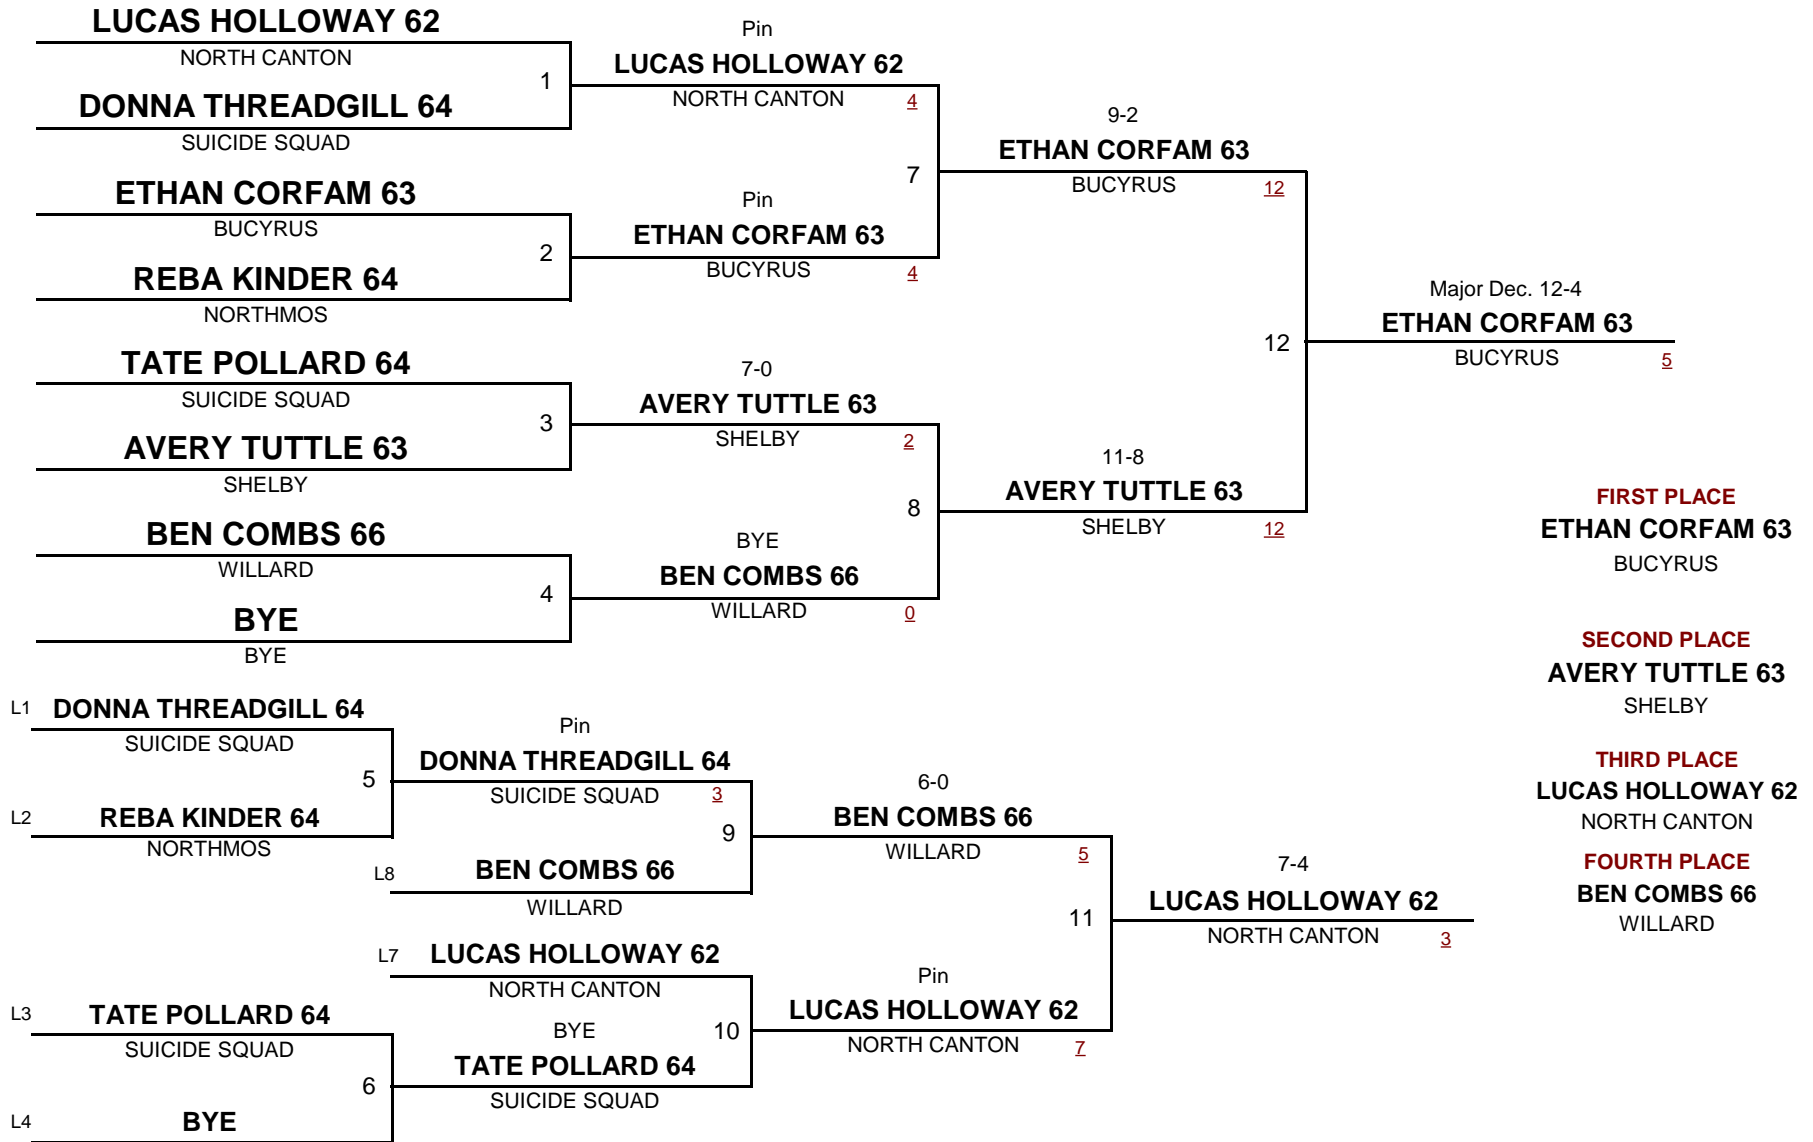 LUCAS HOLLOWAY 62
NORTH CANTON
1
DONNA THREADGILL 64
SUICIDE SQUAD
ETHAN CORFAM 63
BUCYRUS
2
REBA KINDER 64
NORTHMOS
TATE POLLARD 64
SUICIDE SQUAD
3
AVERY TUTTLE 63
SHELBY
BEN COMBS 66
WILLARD
4
BYE
BYE
Pin
LUCAS HOLLOWAY 62
NORTH CANTON 4
7
Pin
ETHAN CORFAM 63
BUCYRUS 4
7-0
AVERY TUTTLE 63
SHELBY 2
8
BYE
BEN COMBS 66
WILLARD 0
9-2
ETHAN CORFAM 63
BUCYRUS 12
12
11-8
AVERY TUTTLE 63
SHELBY 12
Major Dec. 12-4
ETHAN CORFAM 63
BUCYRUS 5
FIRST PLACE
ETHAN CORFAM 63
BUCYRUS
SECOND PLACE
AVERY TUTTLE 63
SHELBY
THIRD PLACE
LUCAS HOLLOWAY 62
NORTH CANTON
FOURTH PLACE
BEN COMBS 66
WILLARD
L1 DONNA THREADGILL 64
SUICIDE SQUAD
5
L2 REBA KINDER 64
NORTHMOS
L3 TATE POLLARD 64
SUICIDE SQUAD
6
L4 BYE
Pin
DONNA THREADGILL 64
SUICIDE SQUAD 3
9
L8 BEN COMBS 66
WILLARD
L7 LUCAS HOLLOWAY 62
NORTH CANTON
BYE 10
TATE POLLARD 64
SUICIDE SQUAD
6-0
BEN COMBS 66
WILLARD 5
11
Pin
LUCAS HOLLOWAY 62
NORTH CANTON 7
7-4
LUCAS HOLLOWAY 62
NORTH CANTON 3